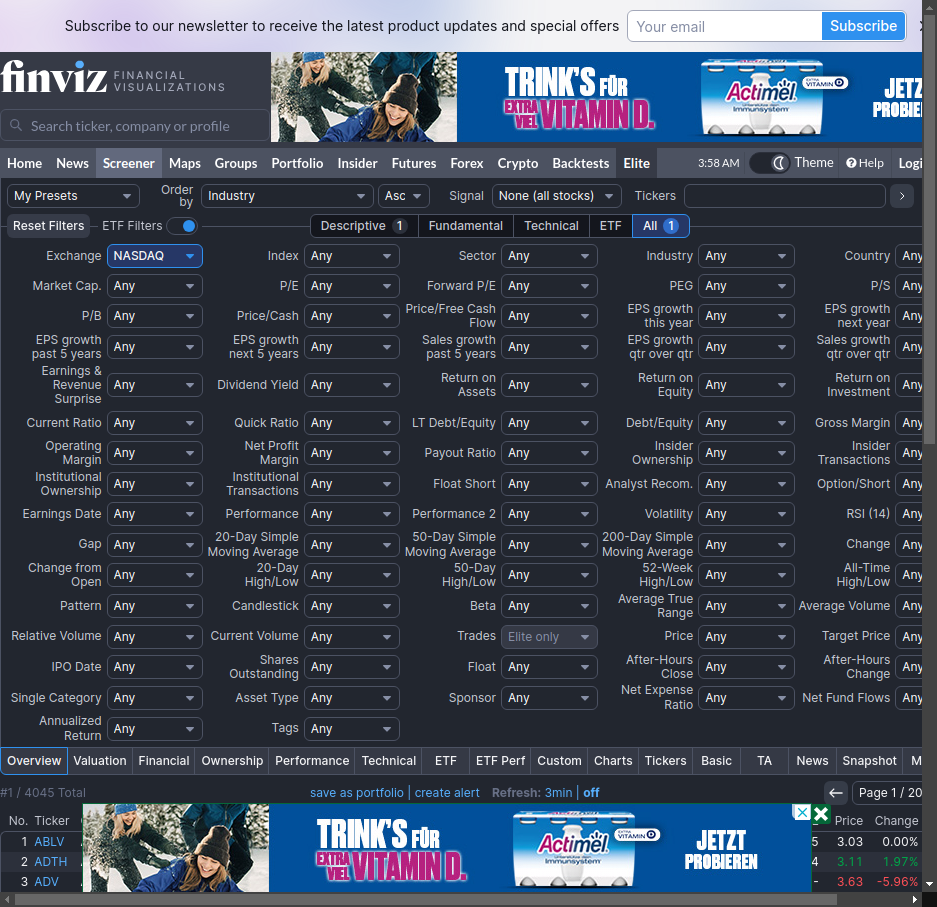 Subscribe to our newsletter to receive the latest product updates and special offers Your email Subscribe
finviz FINANCIAL VISUALIZATIONS
TRINK'S FÜR
EXTRA VIEL VITAMIN D.
Actimel
VITAMIN D
JETZT
Search ticker, company or profile
Home News Screener Maps Groups Portfolio Insider Futures Forex Crypto Backtests Elite 3:58 AM Theme Help
My Presets Order by Industry Asc Signal None (all stocks) Tickers
Reset Filters ETF Filters Descriptive 1 Fundamental Technical ETF All 1
Exchange NASDAQ Index Any Sector Any Industry Any Country Any
Market Cap. Any P/E Any Forward P/E Any PEG Any P/S Any
P/B Any Price/Cash Any Price/Free Cash Flow Any EPS growth this year Any EPS growth next year Any
EPS growth past 5 years Any EPS growth next 5 years Any Sales growth past 5 years Any EPS growth qtr over qtr Any Sales growth qtr over qtr Any
Earnings & Revenue Surprise Any Dividend Yield Any Return on Assets Any Return on Equity Any Return on Investment Any
Current Ratio Any Quick Ratio Any LT Debt/Equity Any Debt/Equity Any Gross Margin Any
Operating Margin Any Net Profit Margin Any Payout Ratio Any Insider Ownership Any Insider Transactions Any
Institutional Ownership Any Institutional Transactions Any Float Short Any Analyst Recom. Any Option/Short Any
Earnings Date Any Performance Any Performance 2 Any Volatility Any RSI (14) Any
Gap Any 20-Day Simple Moving Average Any 50-Day Simple Moving Average Any 200-Day Simple Moving Average Any Change Any
Change from Open Any 20-Day High/Low Any 50-Day High/Low Any 52-Week High/Low Any All-Time High/Low Any
Pattern Any Candlestick Any Beta Any Average True Range Any Average Volume Any
Relative Volume Any Current Volume Any Trades Elite only Price Any Target Price Any
IPO Date Any Shares Outstanding Any Float Any After-Hours Close Any After-Hours Change Any
Single Category Any Asset Type Any Sponsor Any Net Expense Ratio Any Net Fund Flows Any
Annualized Return Any Tags Any
Overview Valuation Financial Ownership Performance Technical ETF ETF Perf Custom Charts Tickers Basic TA News Snapshot M
#1 / 4045 Total save as portfolio | create alert Refresh: 3min | off Page 1 / 20
No. Ticker Price Change
1 ABLV 5 3.03 0.00%
2 ADTH 4 3.11 1.97%
3 ADV - 3.63 -5.96%
TRINK'S FÜR
EXTRA VIEL VITAMIN D.
Actimel
VITAMIN D
JETZT
PROBIEREN